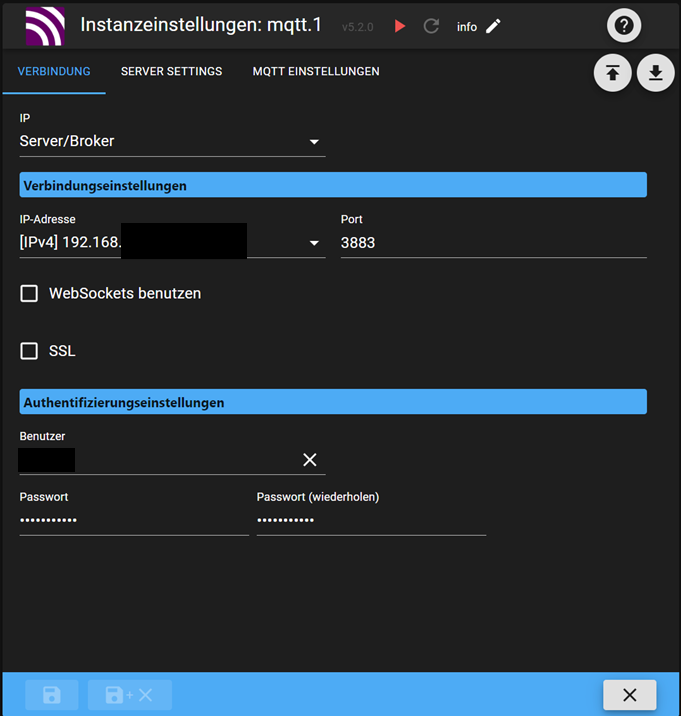 Instanzeinstellungen: mqtt.1 v5.2.0 info
VERBINDUNG SERVER SETTINGS MQTT EINSTELLUNGEN
IP
Server/Broker
Verbindungseinstellungen
IP-Adresse Port
[IPv4] 192.168. 3883
WebSockets benutzen
SSL
Authentifizierungseinstellungen
Benutzer
Passwort Passwort (wiederholen)
••••••••••• •••••••••••